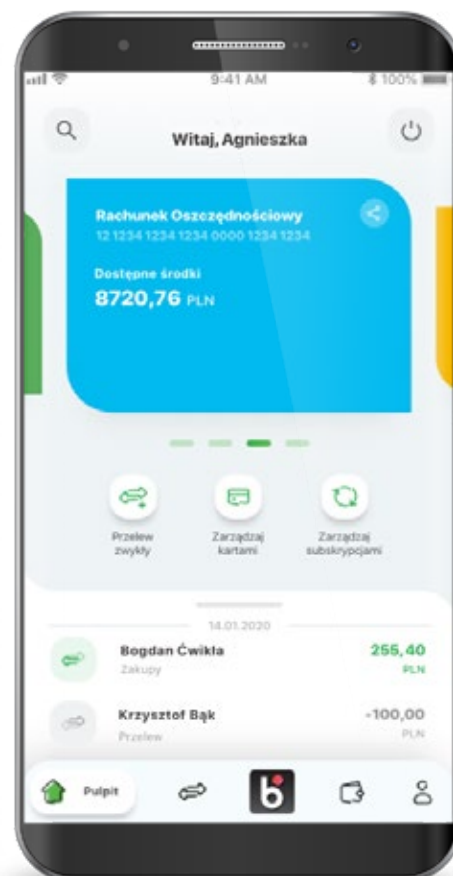 9:41 AM
100%
Witaj, Agnieszka
Rachunek Oszczędnościowy
12 1234 1234 1234 0000 1234 1234
Dostępne środki
8720,76 PLN
Przelew
zwykły
Zarządzaj
kartami
Zarządzaj
subskrypcjami
14.01.2020
Bogdan Ćwikła
255,40
Zakupy
PLN
Krzysztof Bąk
-100,00
Przelew
PLN
Pulpit
b